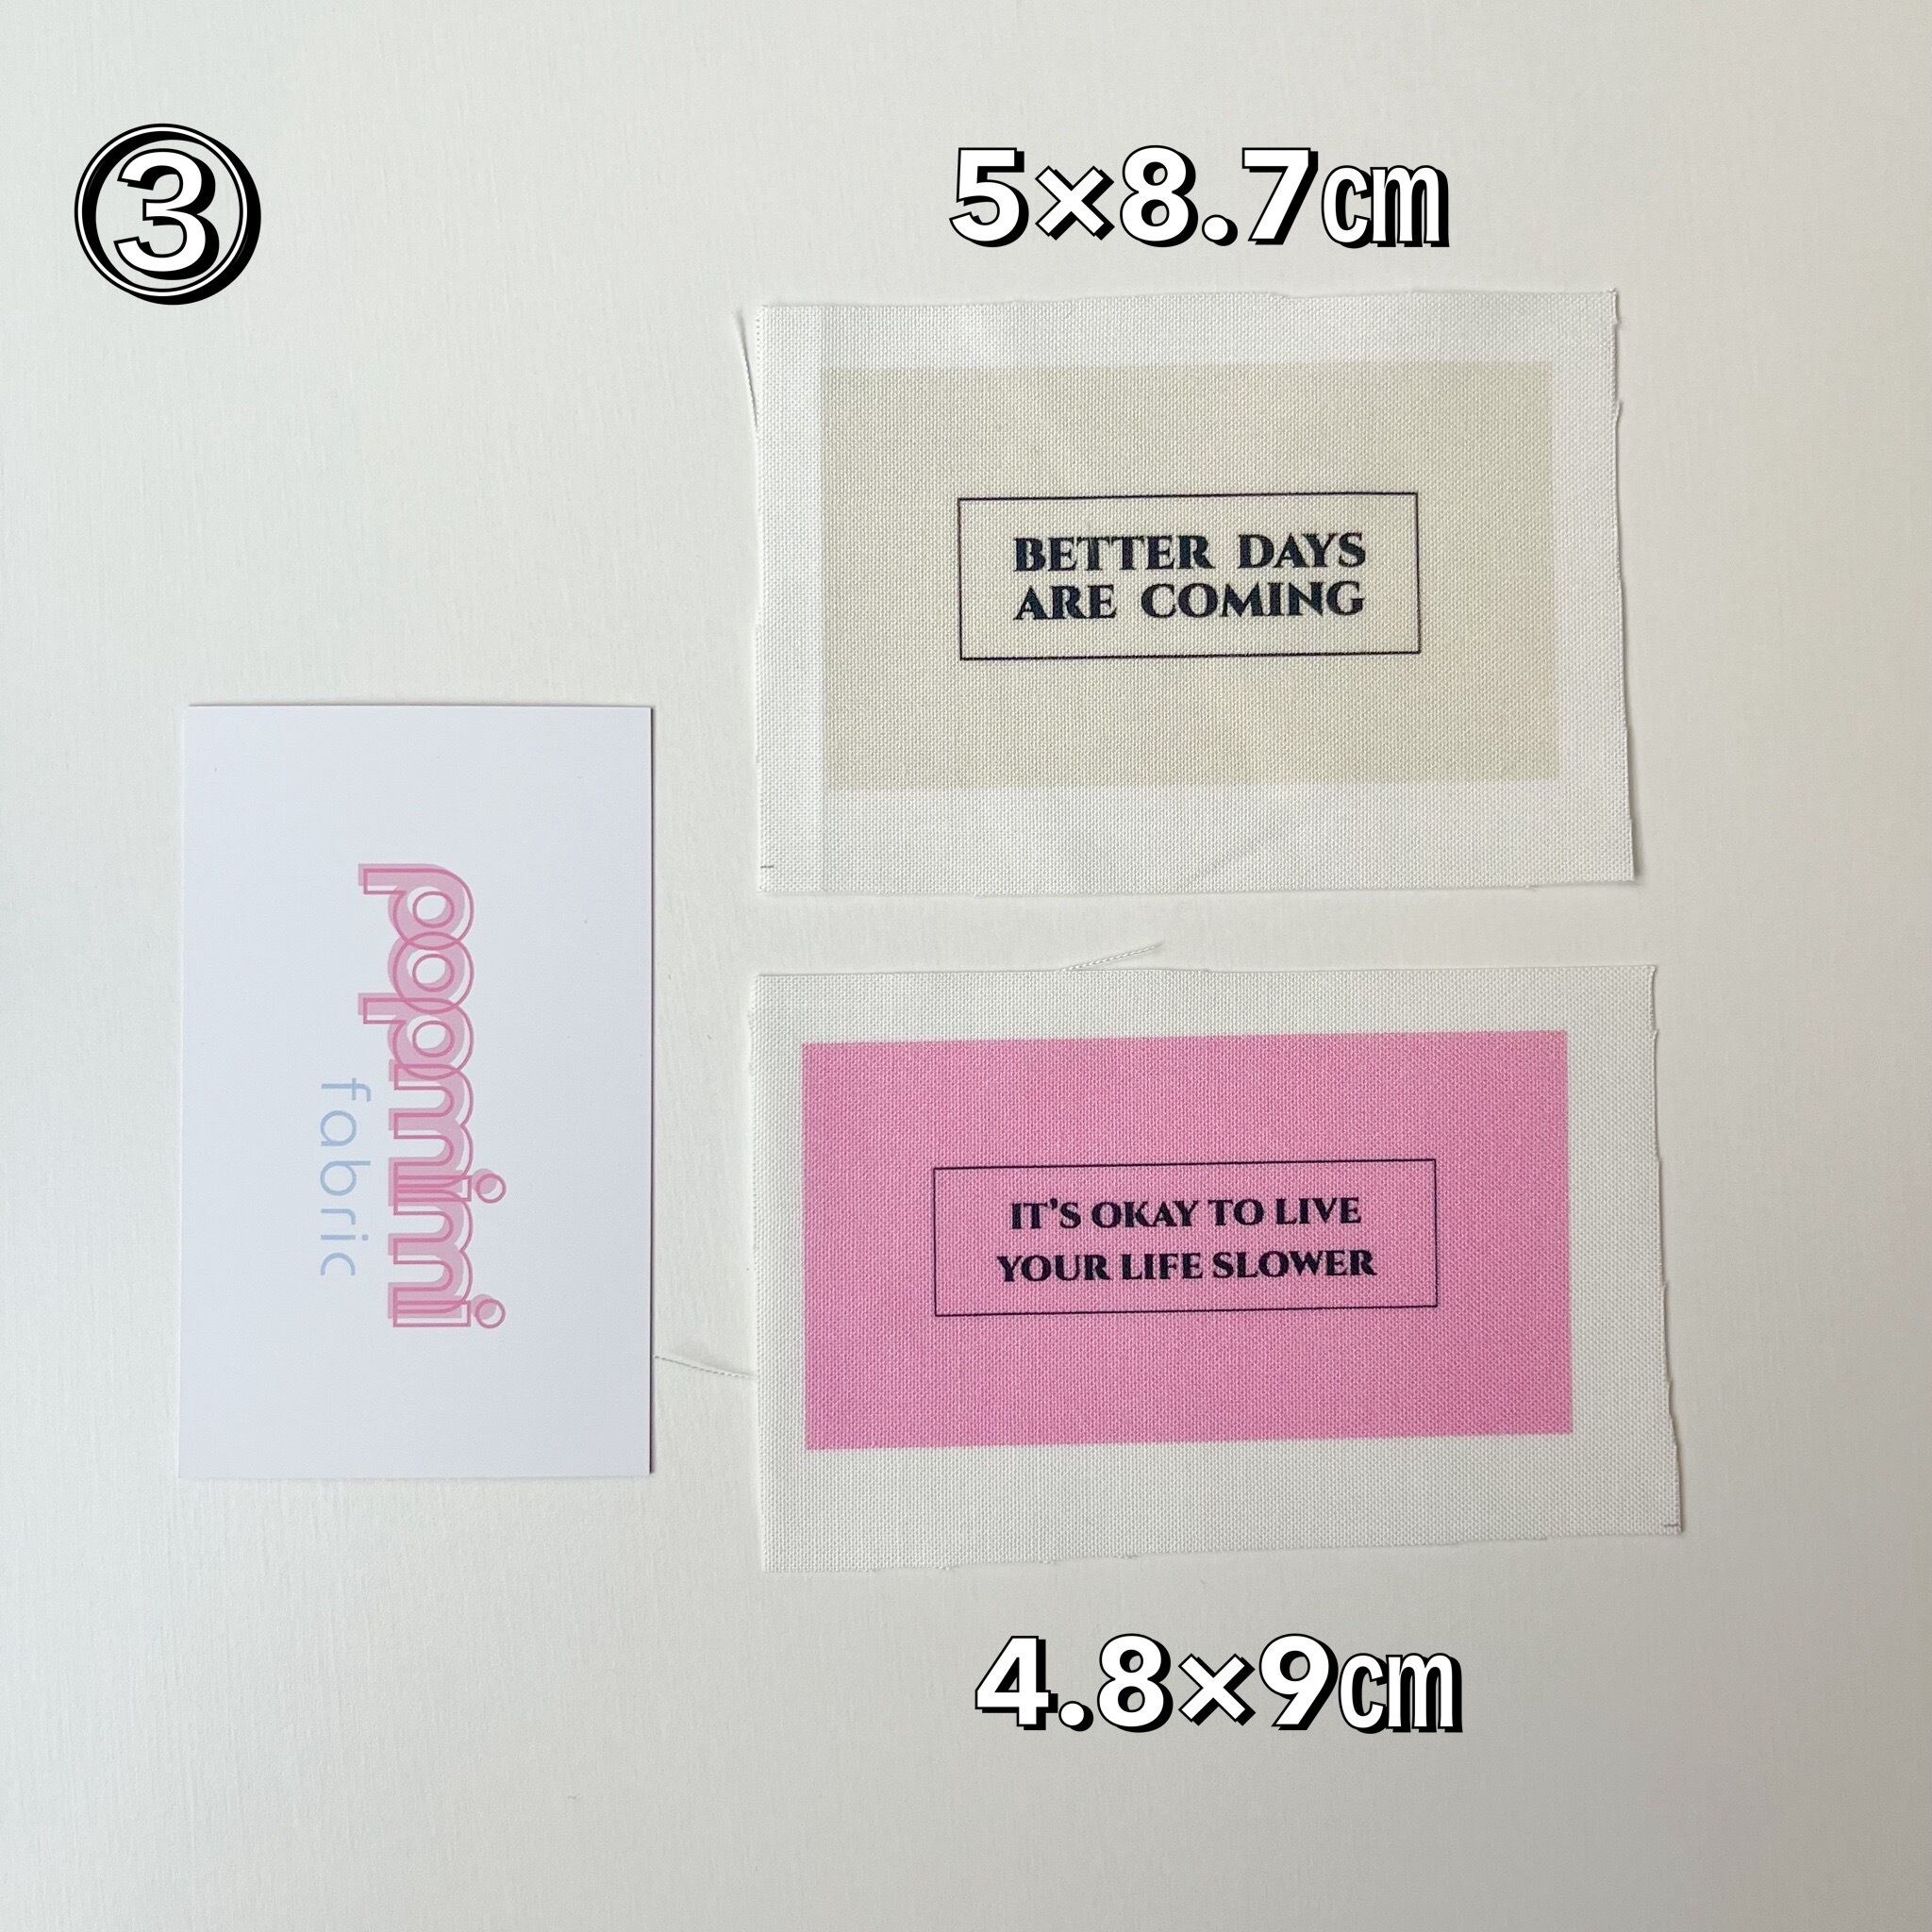 ③
5×8.7㎝
BETTER DAYS
ARE COMING
popmimi
fabric
IT'S OKAY TO LIVE
YOUR LIFE SLOWER
4.8×9㎝